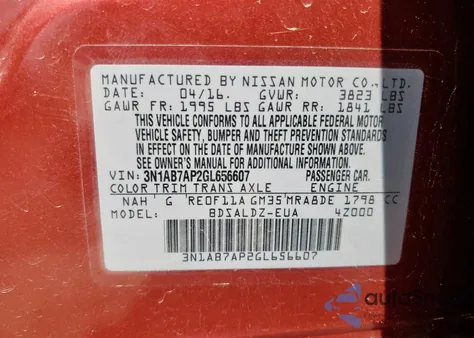 MANUFACTURED BY NISSAN MOTOR CO.,LTD.
DATE: 04/16. GVWR: 3823 LBS
GAWR FR: 1995 LBS GAWR RR: 1841 LBS
THIS VEHICLE CONFORMS TO ALL APPLICABLE FEDERAL MOTOR
VEHICLE SAFETY, BUMPER AND THEFT PREVENTION STANDARDS
IN EFFECT ON THE DATE OF MANUFACTURE SHOWN ABOVE.
SEE OWNER'S MANUAL FOR ADDITIONAL INFORMATION.
VIN: 3N1AB7AP2GL656607 PASSENGER CAR.
COLOR TRIM TRANS AXLE ENGINE
NAH G RE0F11A GM35 MRA8DE 1798 CC
MODEL: BDSALDZ-EUA 4Z000
3N1AB7AP2GL656607